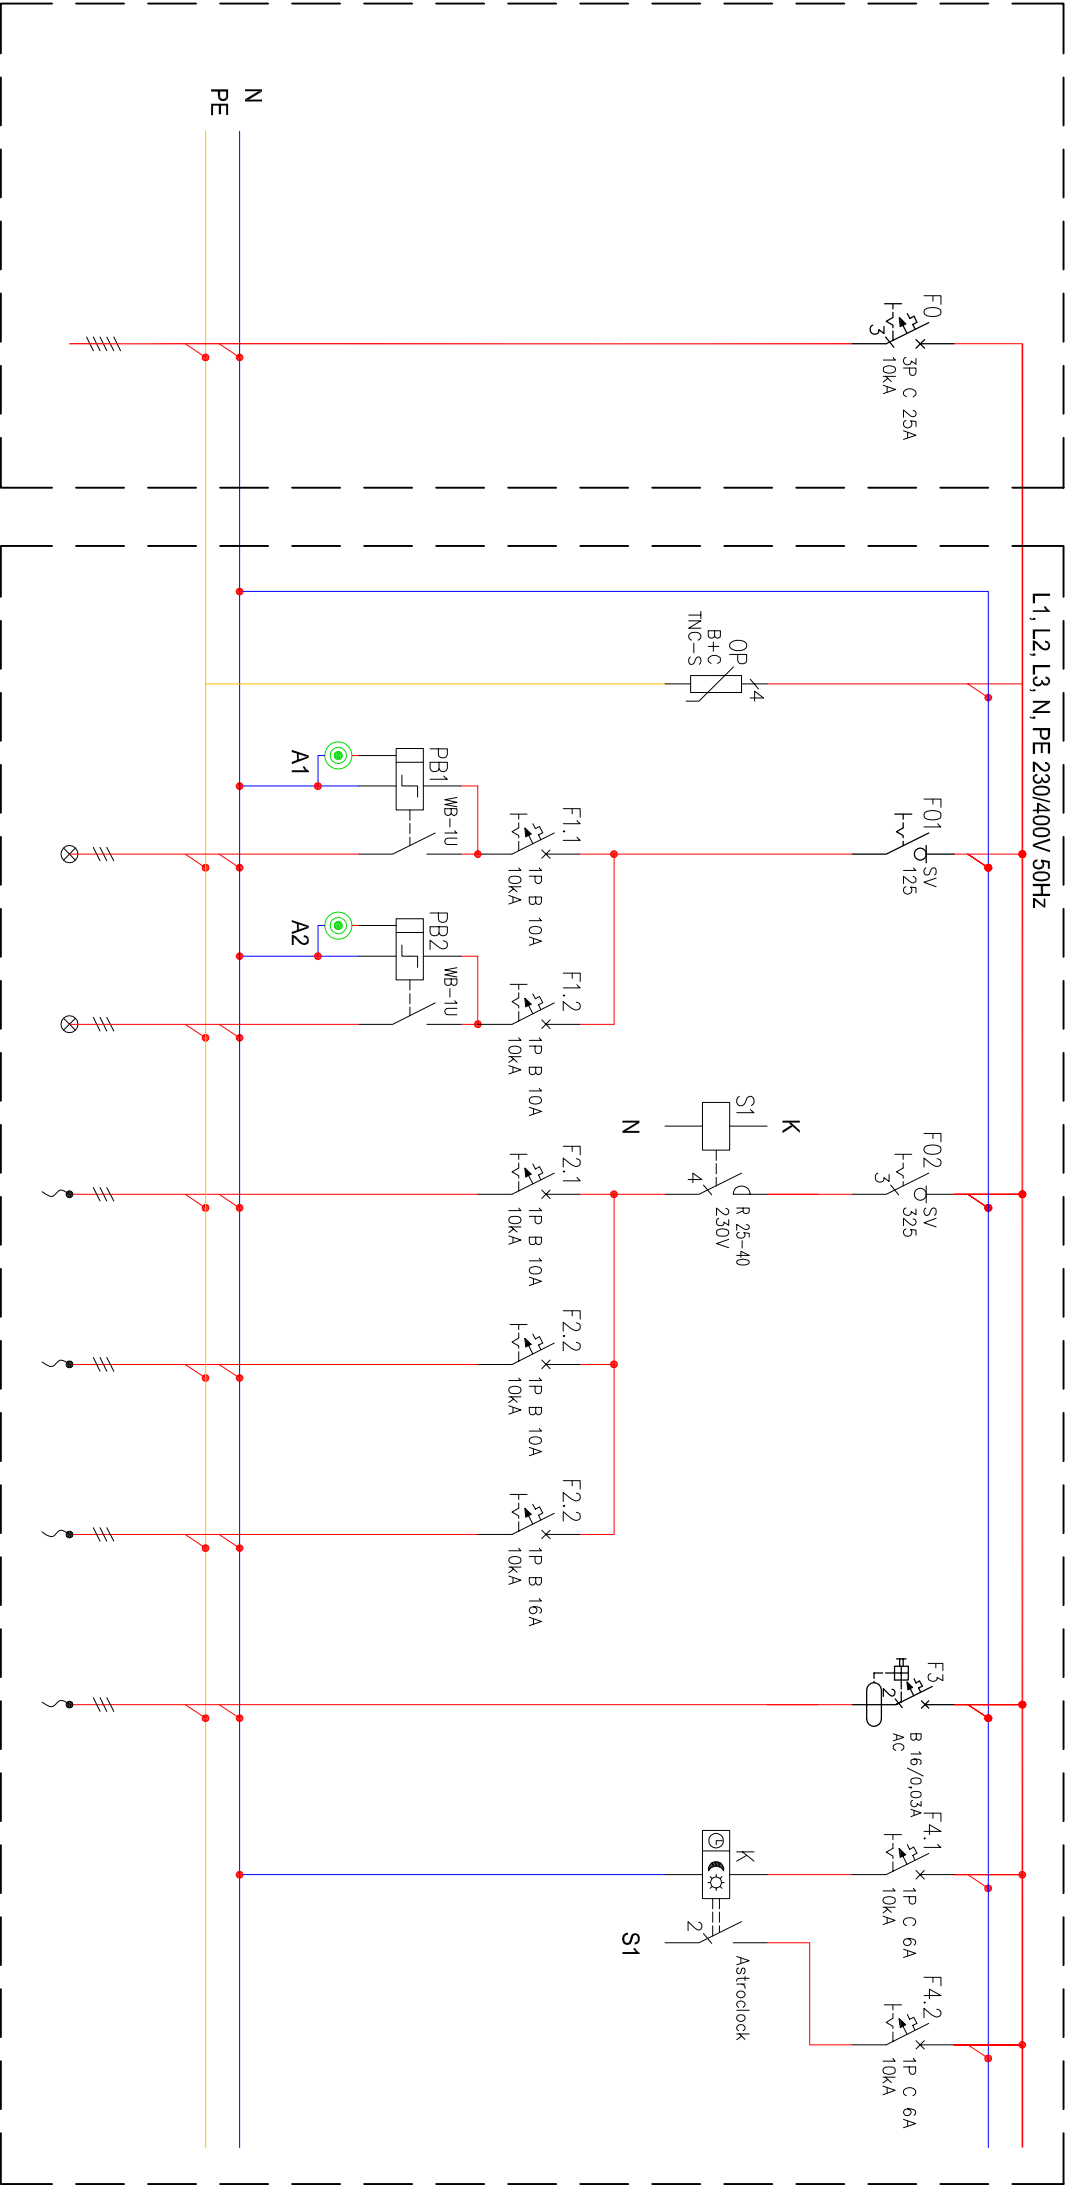 L1, L2, L3, N, PE 230/400V 50Hz
N
PE
F0
3
3P C 25A
10kA
OP
B+C
TNC-S
4
F01
SV
125
F1.1
1P B 10A
10kA
PB1
WB-1U
A1
F1.2
1P B 10A
10kA
PB2
WB-1U
A2
F02
3
SV
325
K
S1
N
4
R 25-40
230V
F2.1
1P B 10A
10kA
F2.2
1P B 10A
10kA
F2.2
1P B 16A
10kA
F3
2
B 16/0,03A
AC
F4.1
1P C 6A
10kA
K
2
Astroclock
S1
F4.2
1P C 6A
10kA